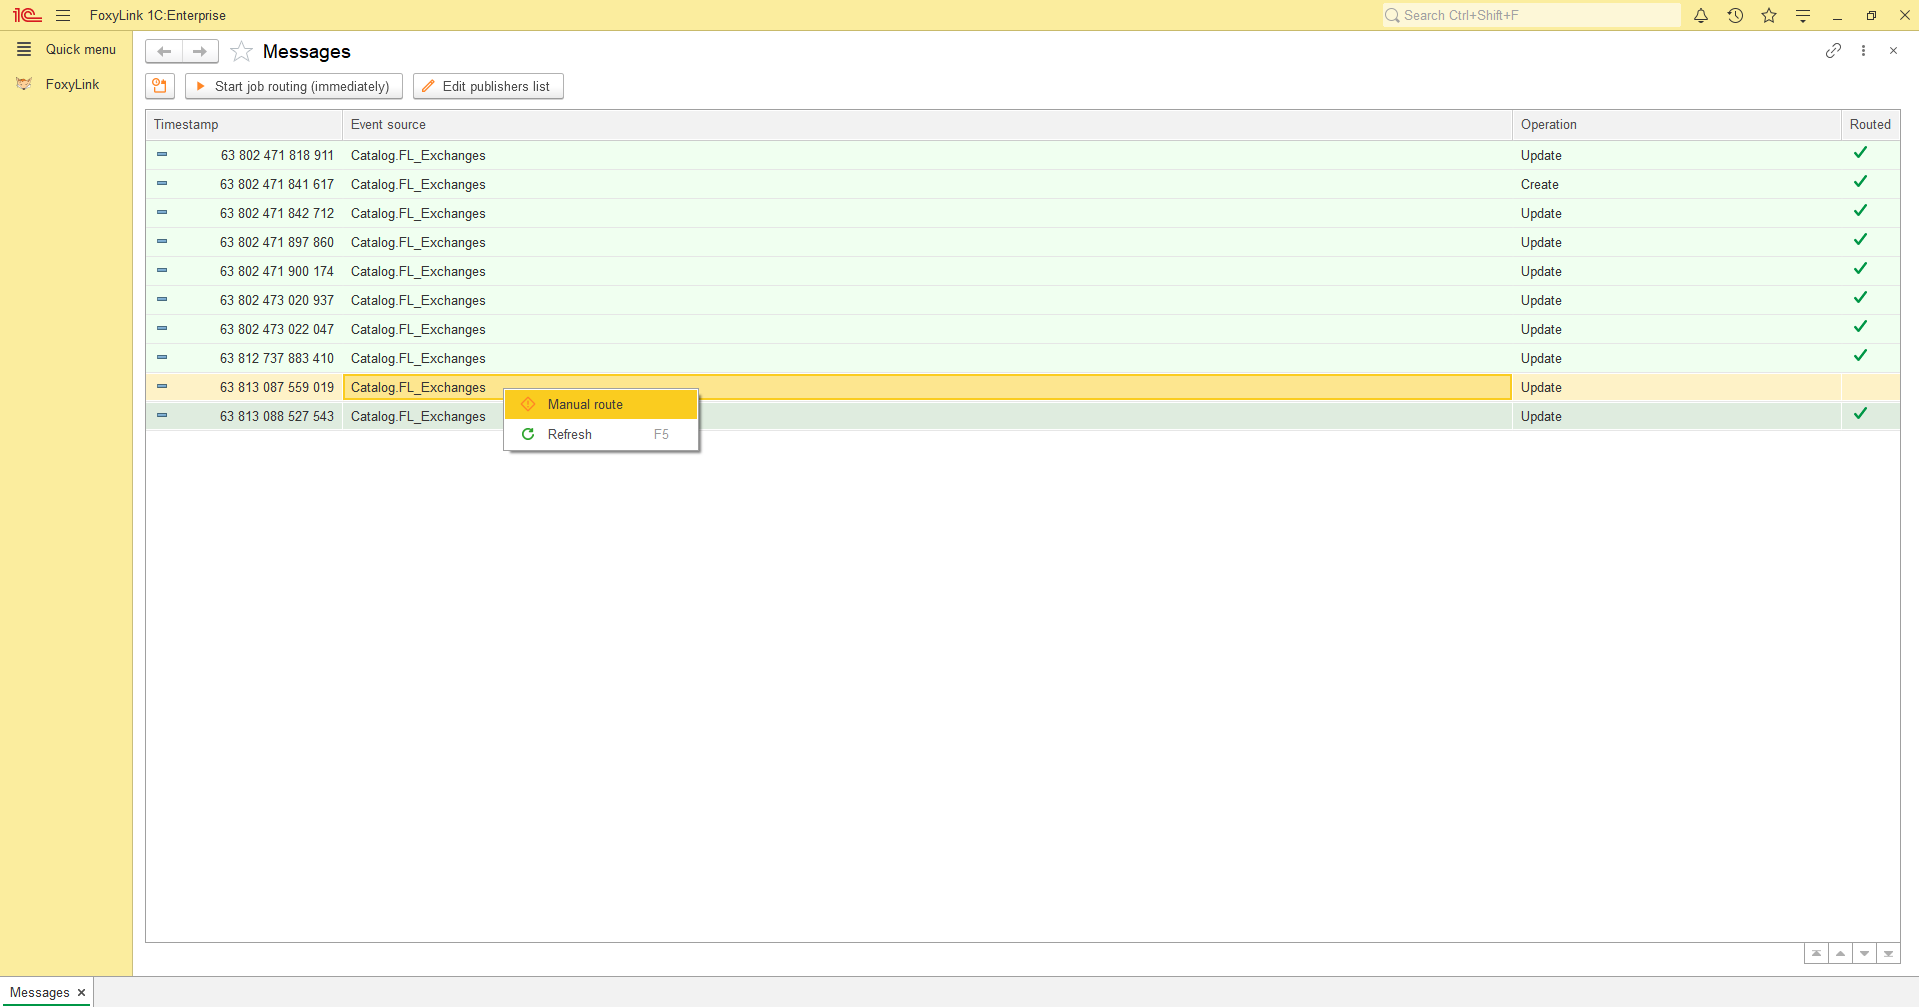 FoxyLink 1C:Enterprise
Search Ctrl+Shift+F
Quick menu
FoxyLink
Messages
Start job routing (immediately)
Edit publishers list
Timestamp Event source Operation Routed
63 802 471 818 911 Catalog.FL_Exchanges Update
63 802 471 841 617 Catalog.FL_Exchanges Create
63 802 471 842 712 Catalog.FL_Exchanges Update
63 802 471 897 860 Catalog.FL_Exchanges Update
63 802 471 900 174 Catalog.FL_Exchanges Update
63 802 473 020 937 Catalog.FL_Exchanges Update
63 802 473 022 047 Catalog.FL_Exchanges Update
63 812 737 883 410 Catalog.FL_Exchanges Update
63 813 087 559 019 Catalog.FL_Exchanges Update
63 813 088 527 543 Catalog.FL_Exchanges Update
Manual route
Refresh F5
Messages